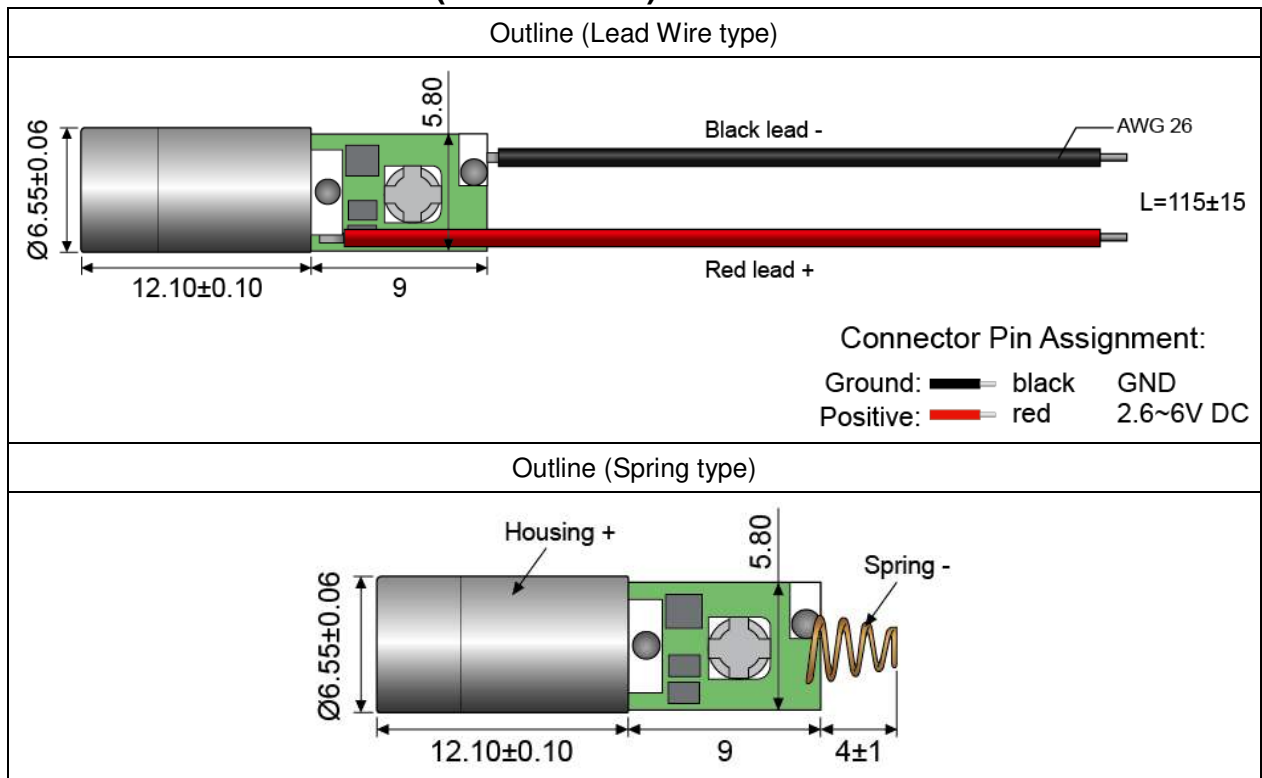 Outline (Lead Wire type)
5.80
Ø6.55±0.06
Black lead -
AWG 26
L=115±15
Red lead +
12.10±0.10
9
Connector Pin Assignment:
Ground: black GND
Positive: red 2.6~6V DC
Outline (Spring type)
Housing +
5.80
Spring -
Ø6.55±0.06
12.10±0.10
9
4±1